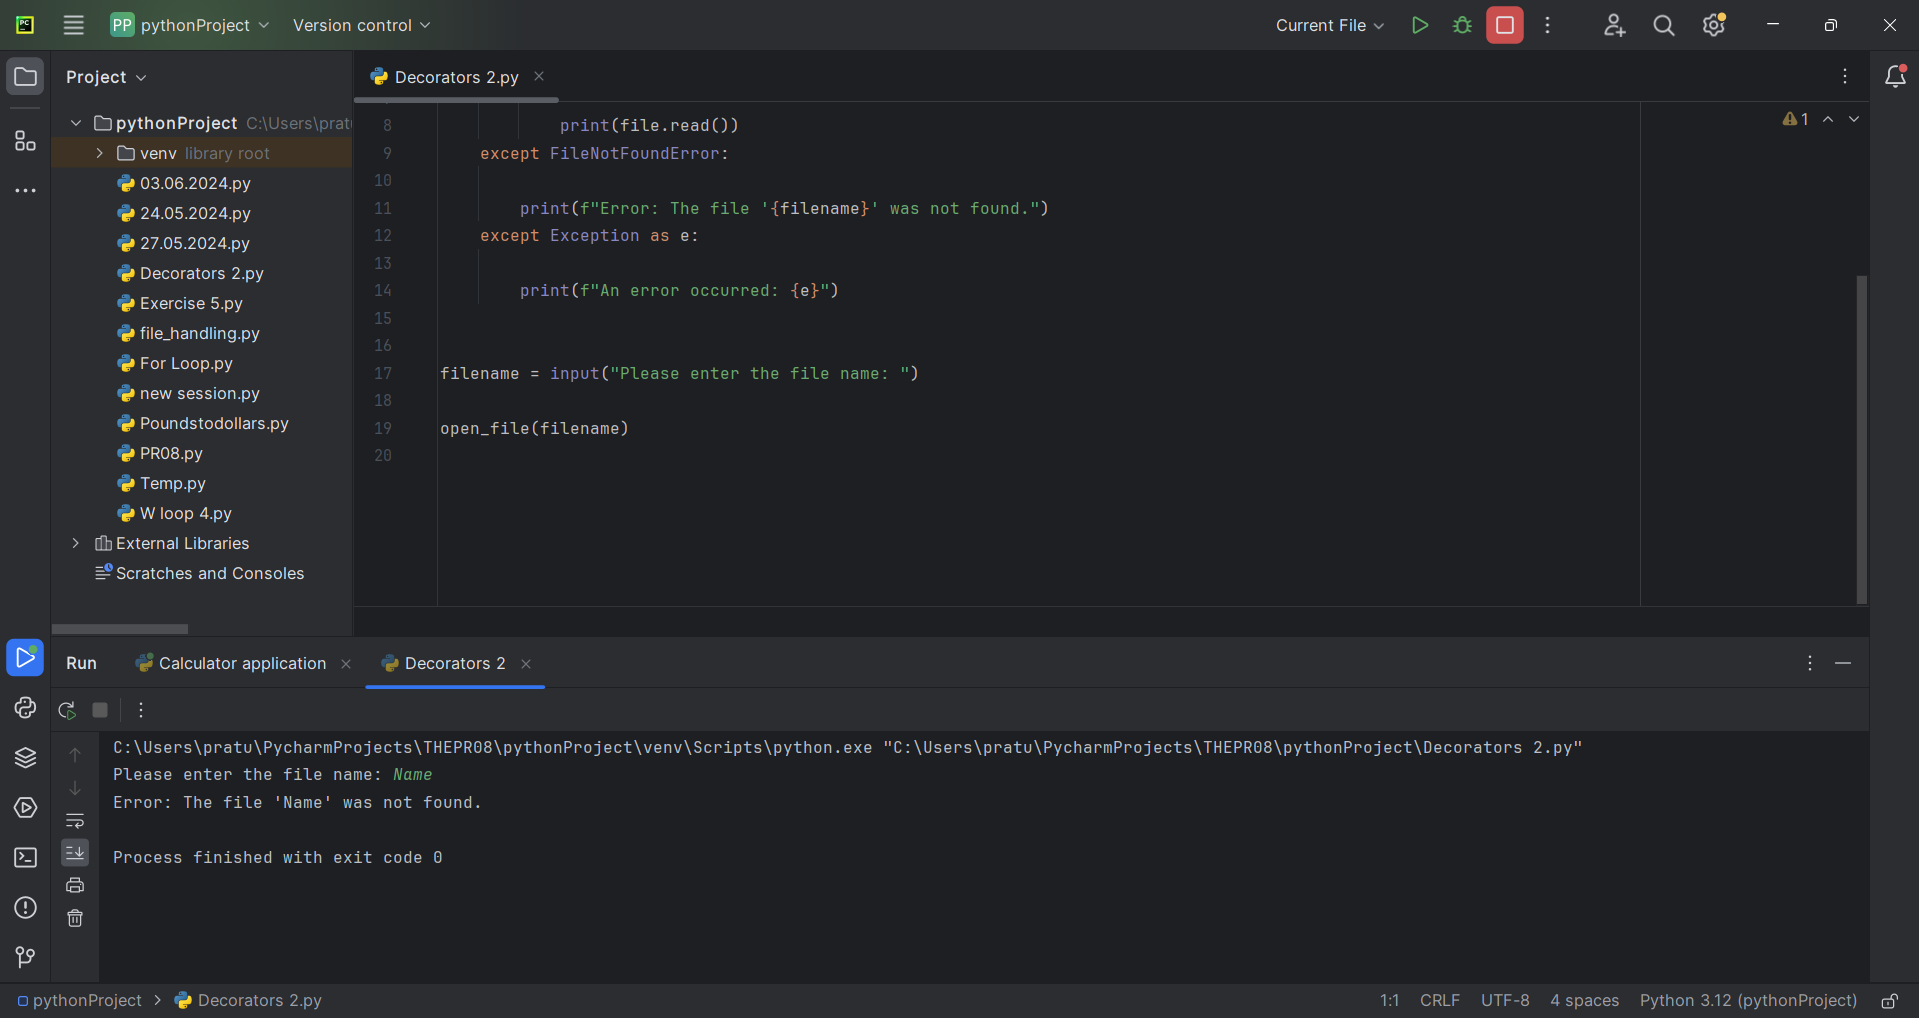 PP pythonProject Version control Current File
Project
Decorators 2.py
pythonProject C:\Users\prat
venv library root
03.06.2024.py
24.05.2024.py
27.05.2024.py
Decorators 2.py
Exercise 5.py
file_handling.py
For Loop.py
new session.py
Poundstodollars.py
PR08.py
Temp.py
W loop 4.py
External Libraries
Scratches and Consoles
8 print(file.read())
9 except FileNotFoundError:
10
11 print(f"Error: The file '{filename}' was not found.")
12 except Exception as e:
13
14 print(f"An error occurred: {e}")
15
16
17 filename = input("Please enter the file name: ")
18
19 open_file(filename)
20
1
Run Calculator application Decorators 2
C:\Users\pratu\PycharmProjects\THEPR08\pythonProject\venv\Scripts\python.exe "C:\Users\pratu\PycharmProjects\THEPR08\pythonProject\Decorators 2.py"
Please enter the file name: Name
Error: The file 'Name' was not found.
Process finished with exit code 0
pythonProject Decorators 2.py 1:1 CRLF UTF-8 4 spaces Python 3.12 (pythonProject)